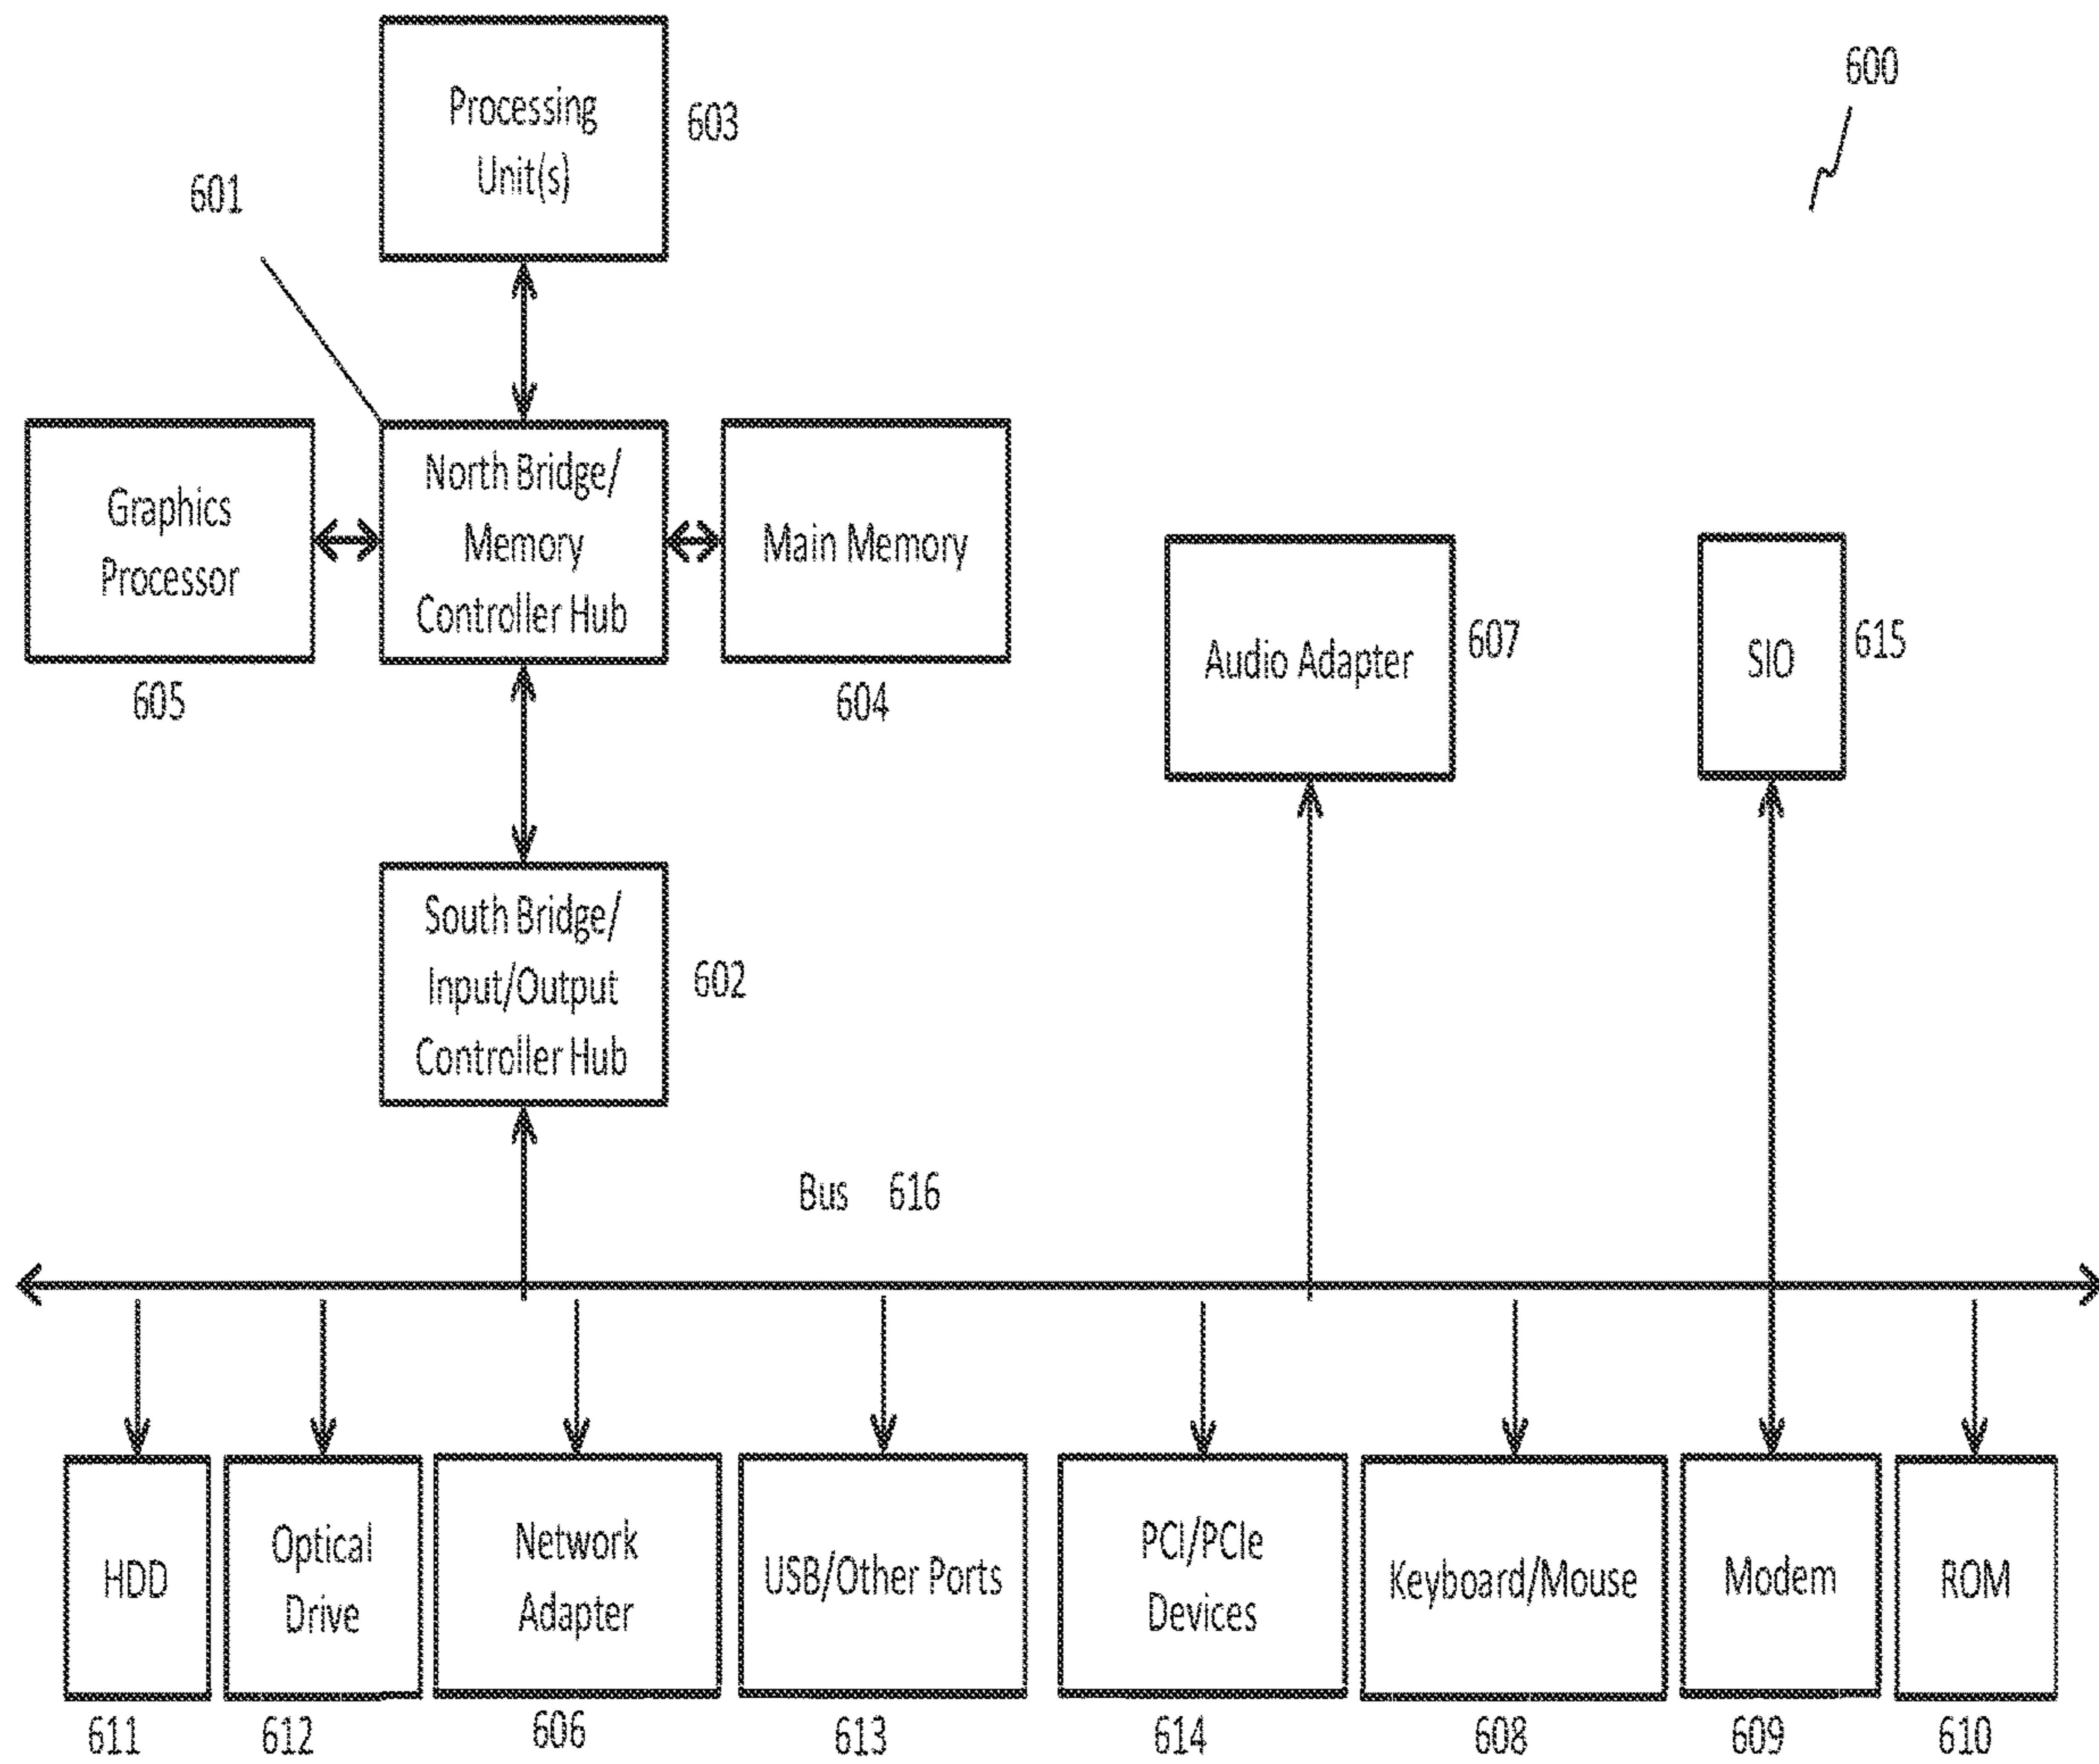 600
Processing
Unit(s)
603
601
Graphics
Processor
605
North Bridge/
Memory
Controller Hub
Main Memory
604
Audio Adapter
607
SIO
615
South Bridge/
Input/Output
Controller Hub
602
Bus 616
HDD
611
Optical
Drive
612
Network
Adapter
606
USB/Other Ports
613
PCI/PCIe
Devices
614
Keyboard/Mouse
608
Modem
609
ROM
610